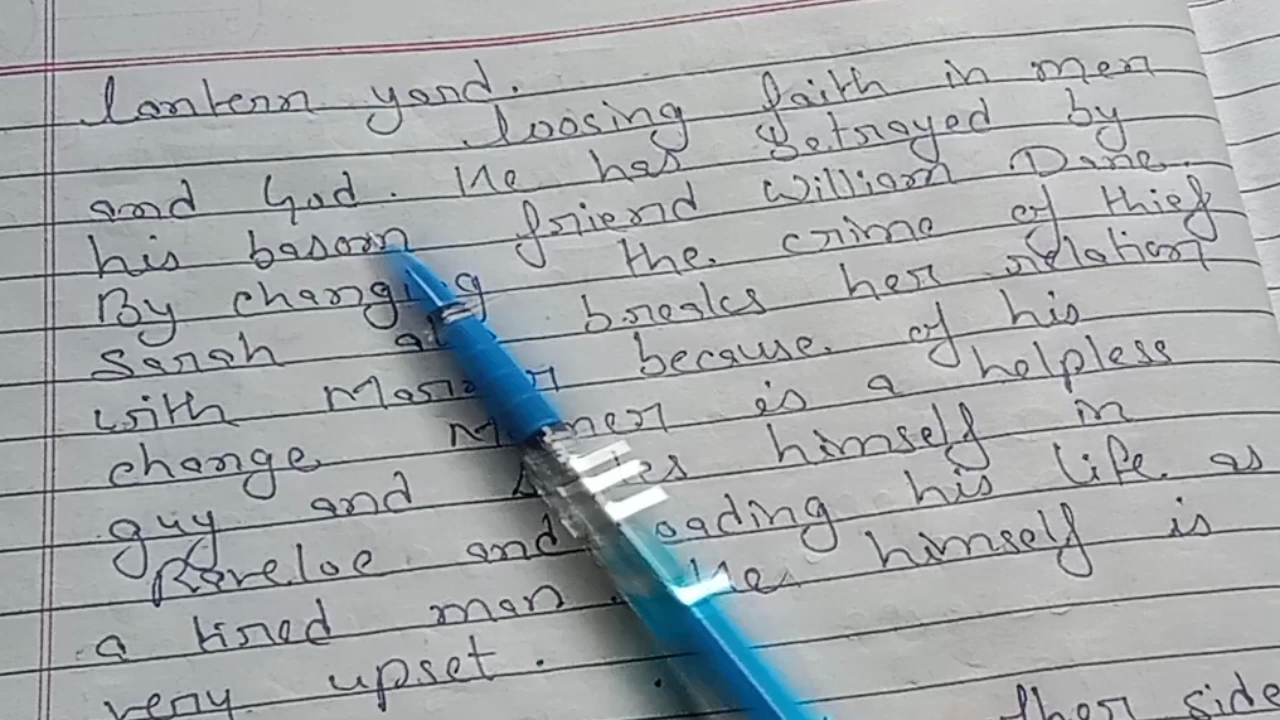 lantern yard.
loosing faith in men
and God. He has betrayed by
his bosom friend William Dane.
By changing the crime of thief
Sarah breaks her relation
with because of his
change is a helpless
guy and himself in
Raveloe and his life as
a tired man. He himself is
very upset.
ther side